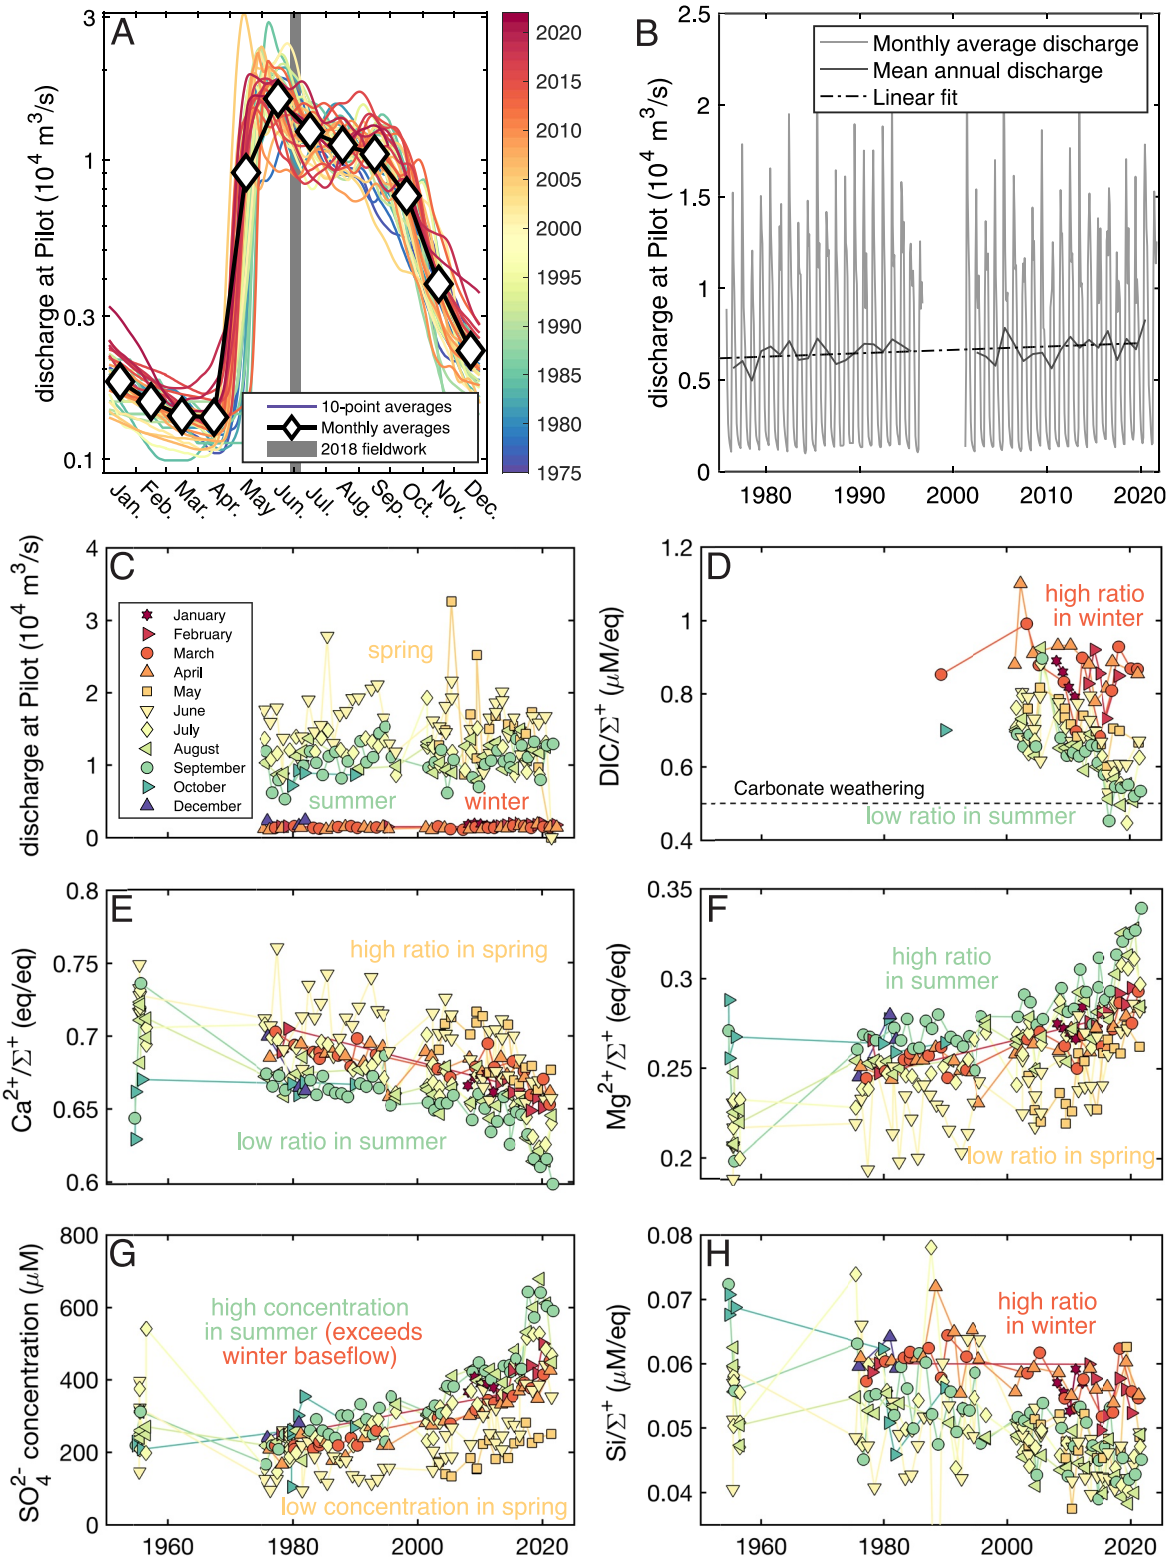 A
discharge at Pilot (10⁴ m³/s)
3
1
0.3
0.1
Jan.
Feb.
Mar.
Apr.
May
Jun.
Jul.
Aug.
Sep.
Oct.
Nov.
Dec.
10-point averages
Monthly averages
2018 fieldwork
2020
2015
2010
2005
2000
1995
1990
1985
1980
1975
B
discharge at Pilot (10⁴ m³/s)
2.5
2
1.5
1
0.5
0
1980
1990
2000
2010
2020
Monthly average discharge
Mean annual discharge
Linear fit
C
discharge at Pilot (10⁴ m³/s)
4
3
2
1
0
January
February
March
April
May
June
July
August
September
October
December
spring
summer
winter
D
DIC/Σ⁺ (μM/eq)
1.2
1
0.8
0.6
0.4
high ratio
in winter
Carbonate weathering
low ratio in summer
E
Ca²⁺/Σ⁺ (eq/eq)
0.8
0.75
0.7
0.65
0.6
high ratio in spring
low ratio in summer
F
Mg²⁺/Σ⁺ (eq/eq)
0.35
0.3
0.25
0.2
high ratio
in summer
low ratio in spring
G
SO₄²⁻ concentration (μM)
800
600
400
200
0
high concentration
in summer (exceeds
winter baseflow)
low concentration in spring
1960
1980
2000
2020
H
Si/Σ⁺ (μM/eq)
0.08
0.07
0.06
0.05
0.04
high ratio
in winter
1960
1980
2000
2020